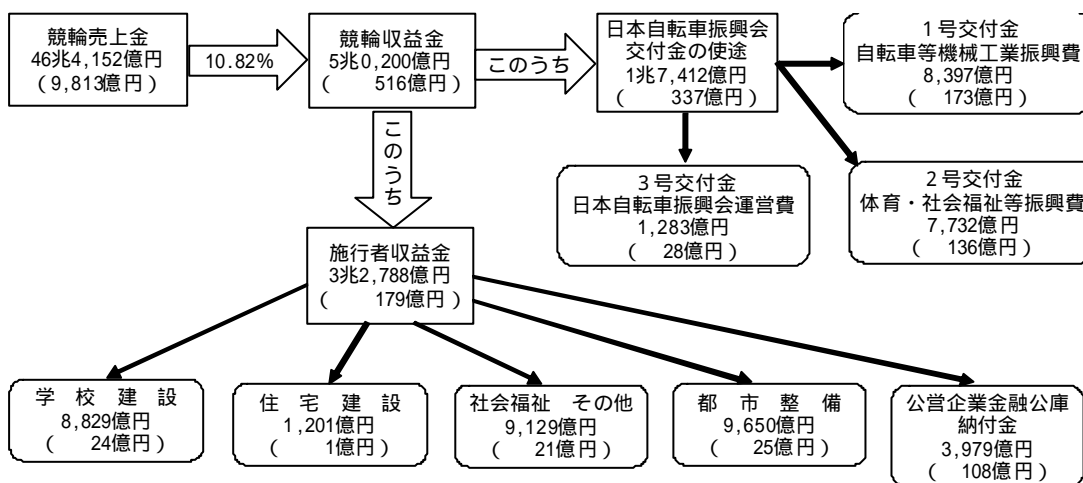 競輪売上金
46兆4,152億円
(9,813億円)
10.82%
競輪収益金
5兆0,200億円
( 516億円)
このうち
日本自転車振興会
交付金の使途
1兆7,412億円
( 337億円)
1号交付金
自転車等機械工業振興費
8,397億円
( 173億円)
2号交付金
体育・社会福祉等振興費
7,732億円
( 136億円)
3号交付金
日本自転車振興会運営費
1,283億円
( 28億円)
このうち
施行者収益金
3兆2,788億円
( 179億円)
学校建設
8,829億円
( 24億円)
住宅建設
1,201億円
( 1億円)
社会福祉 その他
9,129億円
( 21億円)
都市整備
9,650億円
( 25億円)
公営企業金融公庫
納付金
3,979億円
( 108億円)